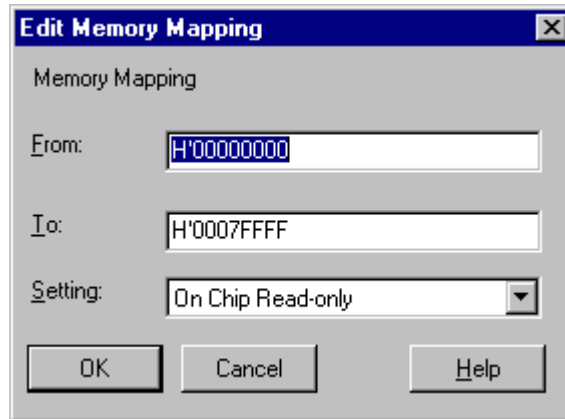 Edit Memory Mapping
Memory Mapping
From: H'00000000
To: H'0007FFFF
Setting: On Chip Read-only
OK Cancel Help